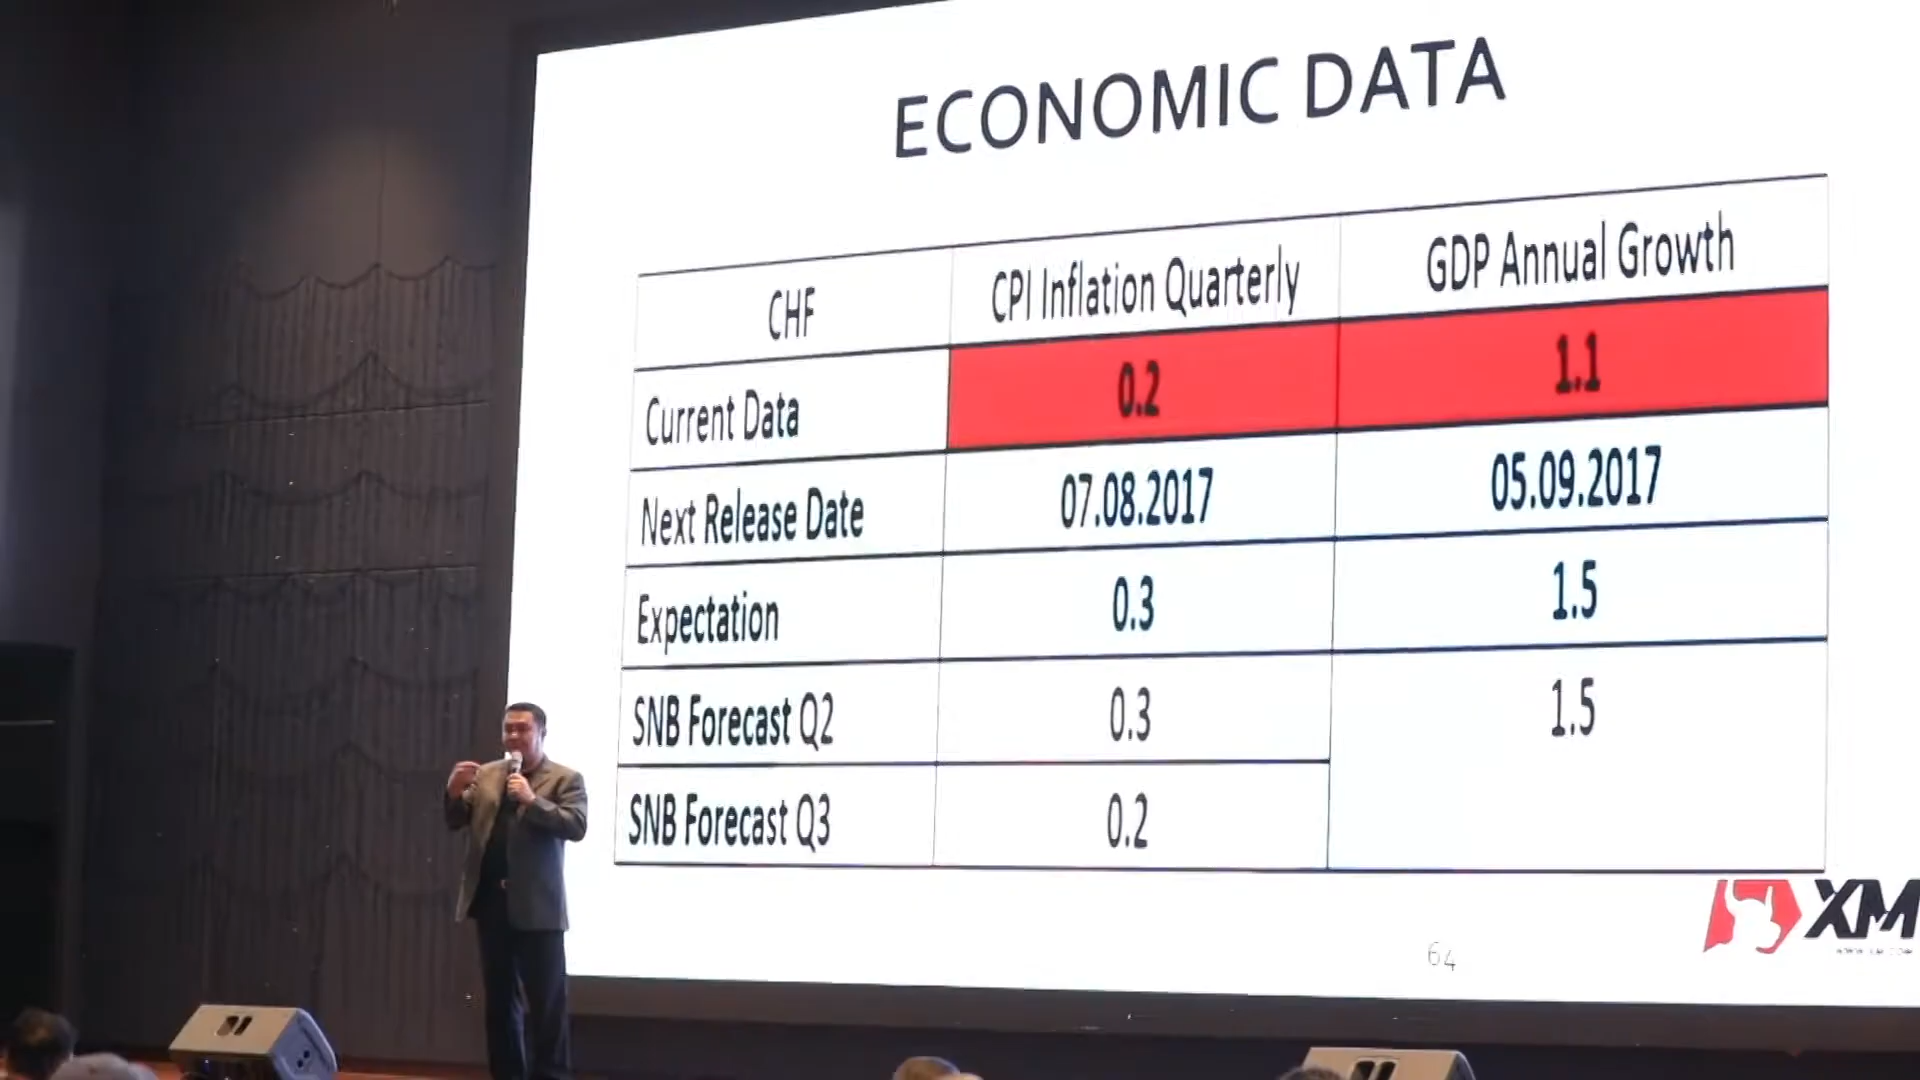 ECONOMIC DATA
CHF CPI Inflation Quarterly GDP Annual Growth
Current Data 0.2 1.1
Next Release Date 07.08.2017 05.09.2017
Expectation 0.3 1.5
SNB Forecast Q2 0.3 1.5
SNB Forecast Q3 0.2
XM
64